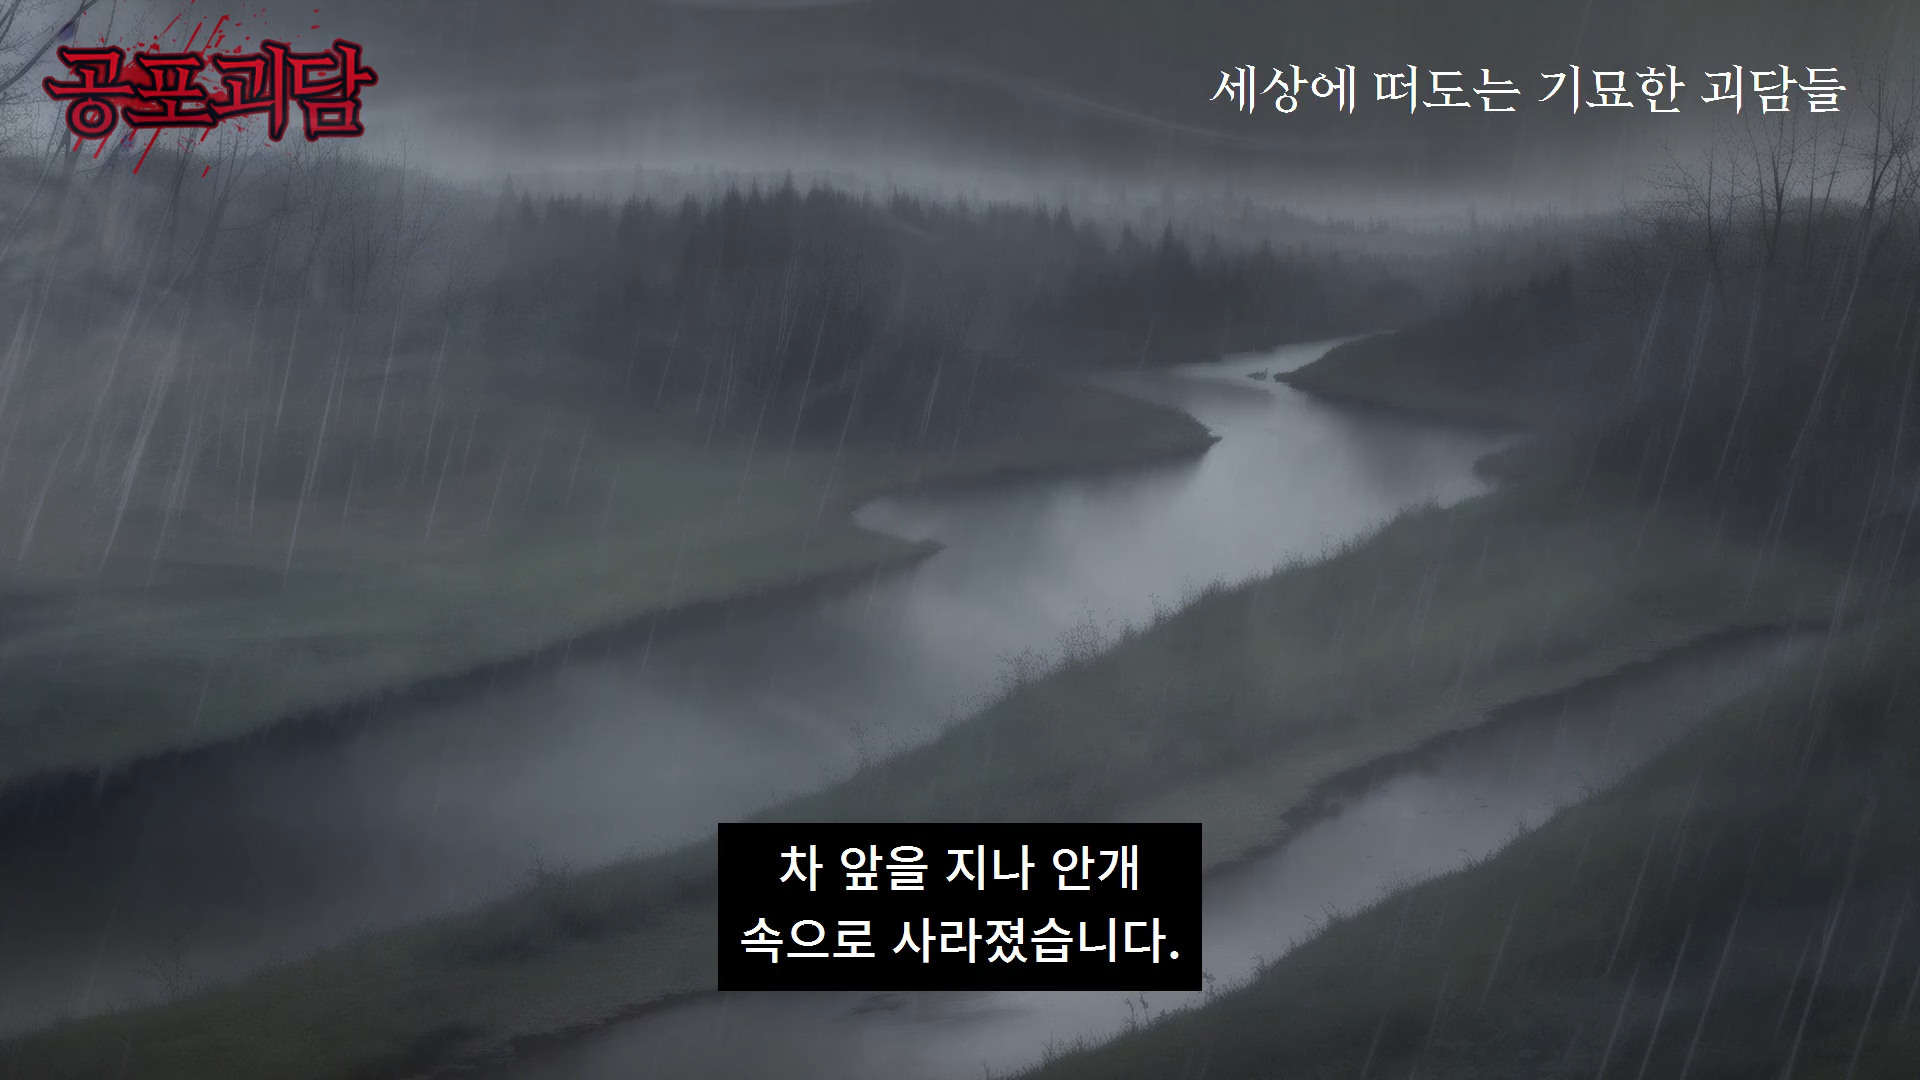 공포괴담
세상에 떠도는 기묘한 괴담들
차 앞을 지나 안개
속으로 사라졌습니다.